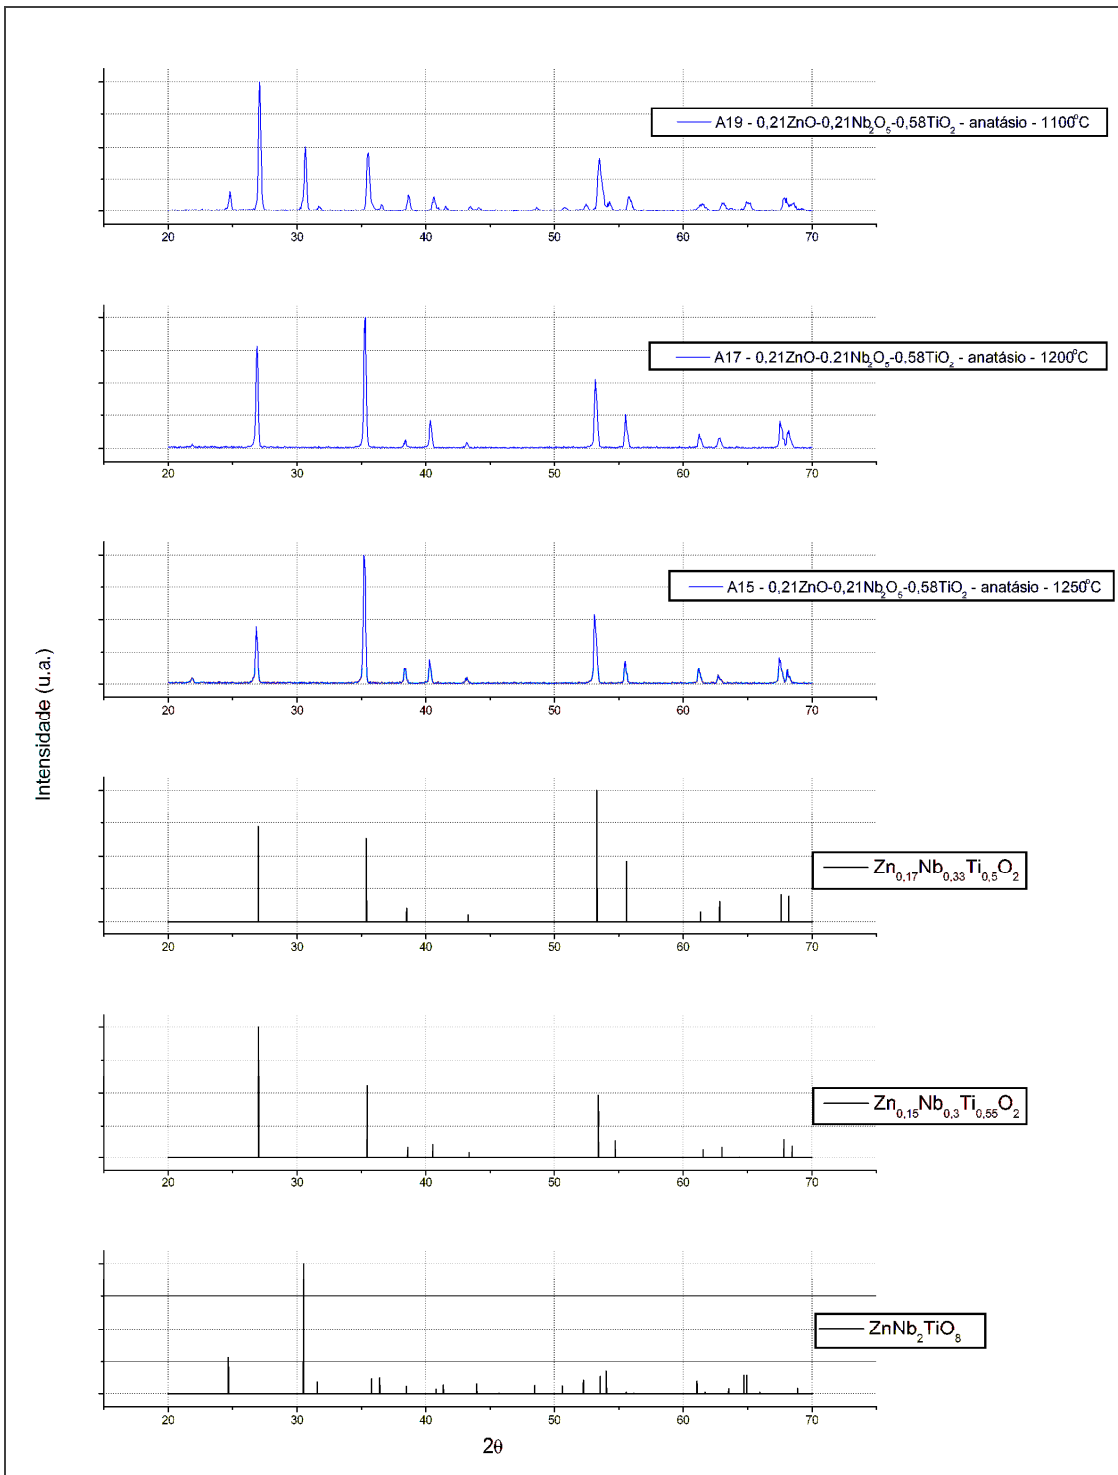 A19 - 0,21ZnO-0,21Nb₂O₅-0,58TiO₂ - anatásio - 1100°C
20 30 40 50 60 70
A17 - 0,21ZnO-0.21Nb₂O₅-0,58TiO₂ - anatásio - 1200°C
20 30 40 50 60 70
A15 - 0,21ZnO-0,21Nb₂O₅-0,58TiO₂ - anatásio - 1250°C
20 30 40 50 60 70
Intensidade (u.a.)
Zn₀,₁₇Nb₀,₃₃Ti₀,₅O₂
20 30 40 50 60 70
Zn₀,₁₅Nb₀,₃Ti₀,₅₅O₂
20 30 40 50 60 70
ZnNb₂TiO₈
20 30 40 50 60 70
2θ